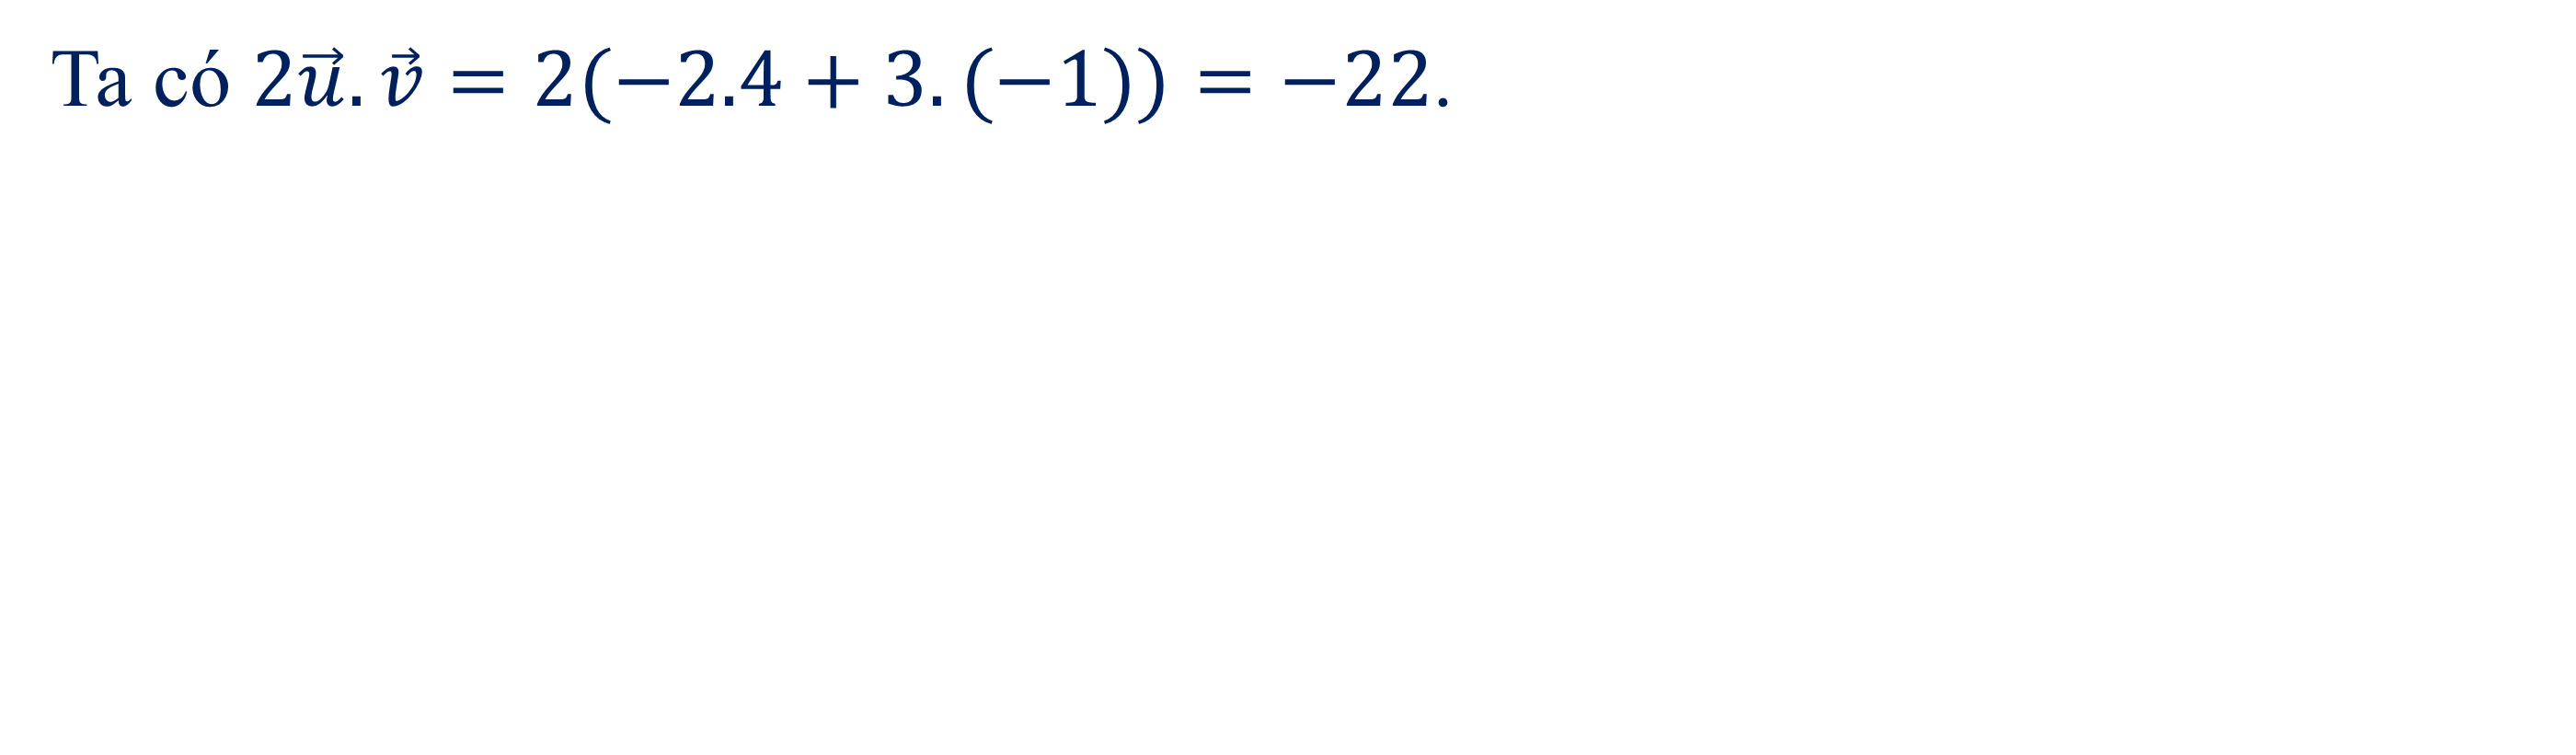 Ta có 2𝑢⃗. 𝑣⃗ = 2(−2.4 + 3. (−1)) = −22.